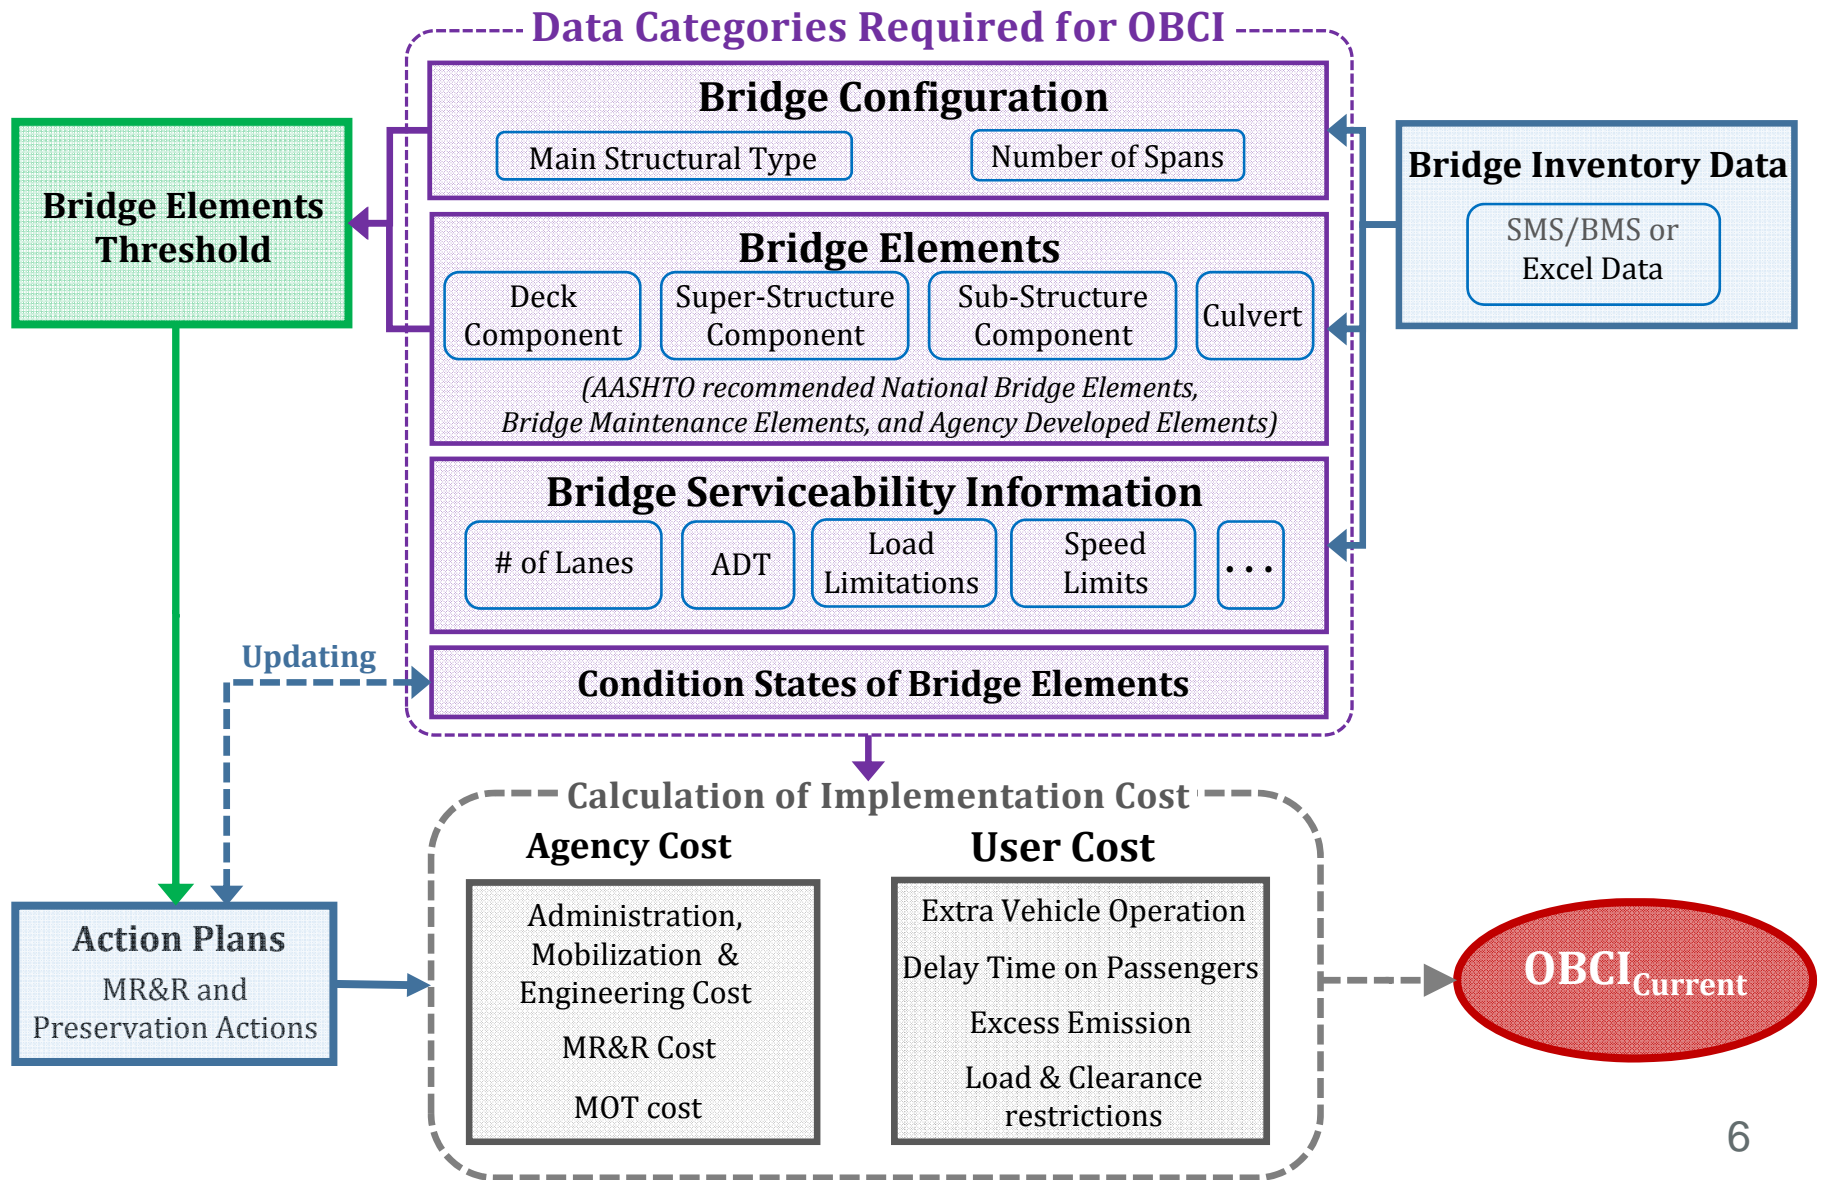 Data Categories Required for OBCI
Bridge Configuration
Main Structural Type
Number of Spans
Bridge Elements
Threshold
Bridge Inventory Data
SMS/BMS or
Excel Data
Bridge Elements
Deck
Component
Super-Structure
Component
Sub-Structure
Component
Culvert
(AASHTO recommended National Bridge Elements,
Bridge Maintenance Elements, and Agency Developed Elements)
Bridge Serviceability Information
# of Lanes
ADT
Load
Limitations
Speed
Limits
...
Updating
Condition States of Bridge Elements
Calculation of Implementation Cost
Agency Cost
Administration,
Mobilization &
Engineering Cost
MR&R Cost
MOT cost
User Cost
Extra Vehicle Operation
Delay Time on Passengers
Excess Emission
Load & Clearance
restrictions
Action Plans
MR&R and
Preservation Actions
OBCI Current
6